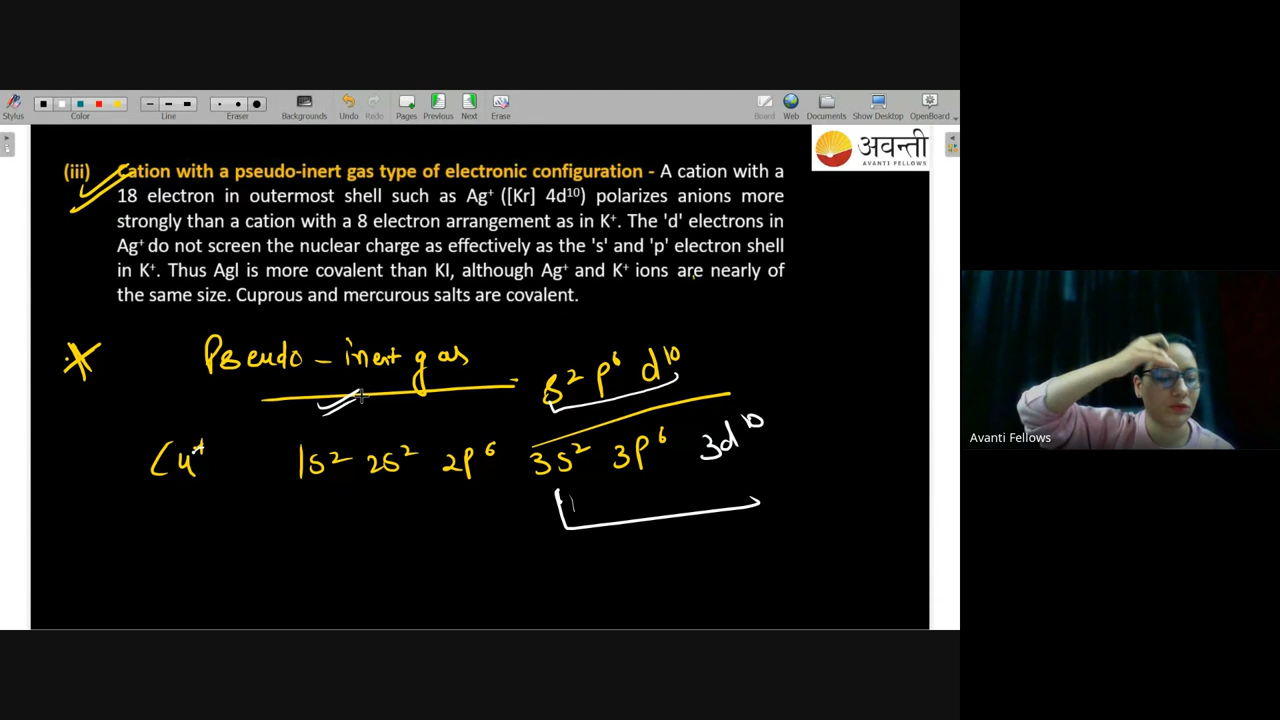 Stylus
Color
Line
Eraser
Backgrounds
Undo
Redo
Pages
Previous
Next
Erase
Board
Web
Documents
Show Desktop
OpenBoard
अवन्ती
AVANTI FELLOWS
(iii) Cation with a pseudo-inert gas type of electronic configuration - A cation with a
18 electron in outermost shell such as Ag⁺ ([Kr] 4d¹⁰) polarizes anions more
strongly than a cation with a 8 electron arrangement as in K⁺. The 'd' electrons in
Ag⁺ do not screen the nuclear charge as effectively as the 's' and 'p' electron shell
in K⁺. Thus AgI is more covalent than KI, although Ag⁺ and K⁺ ions are nearly of
the same size. Cuprous and mercurous salts are covalent.
Pseudo - inert gas
s² p⁶ d¹⁰
Cu⁺ 1s² 2s² 2p⁶ 3s² 3p⁶ 3d¹⁰
Avanti Fellows